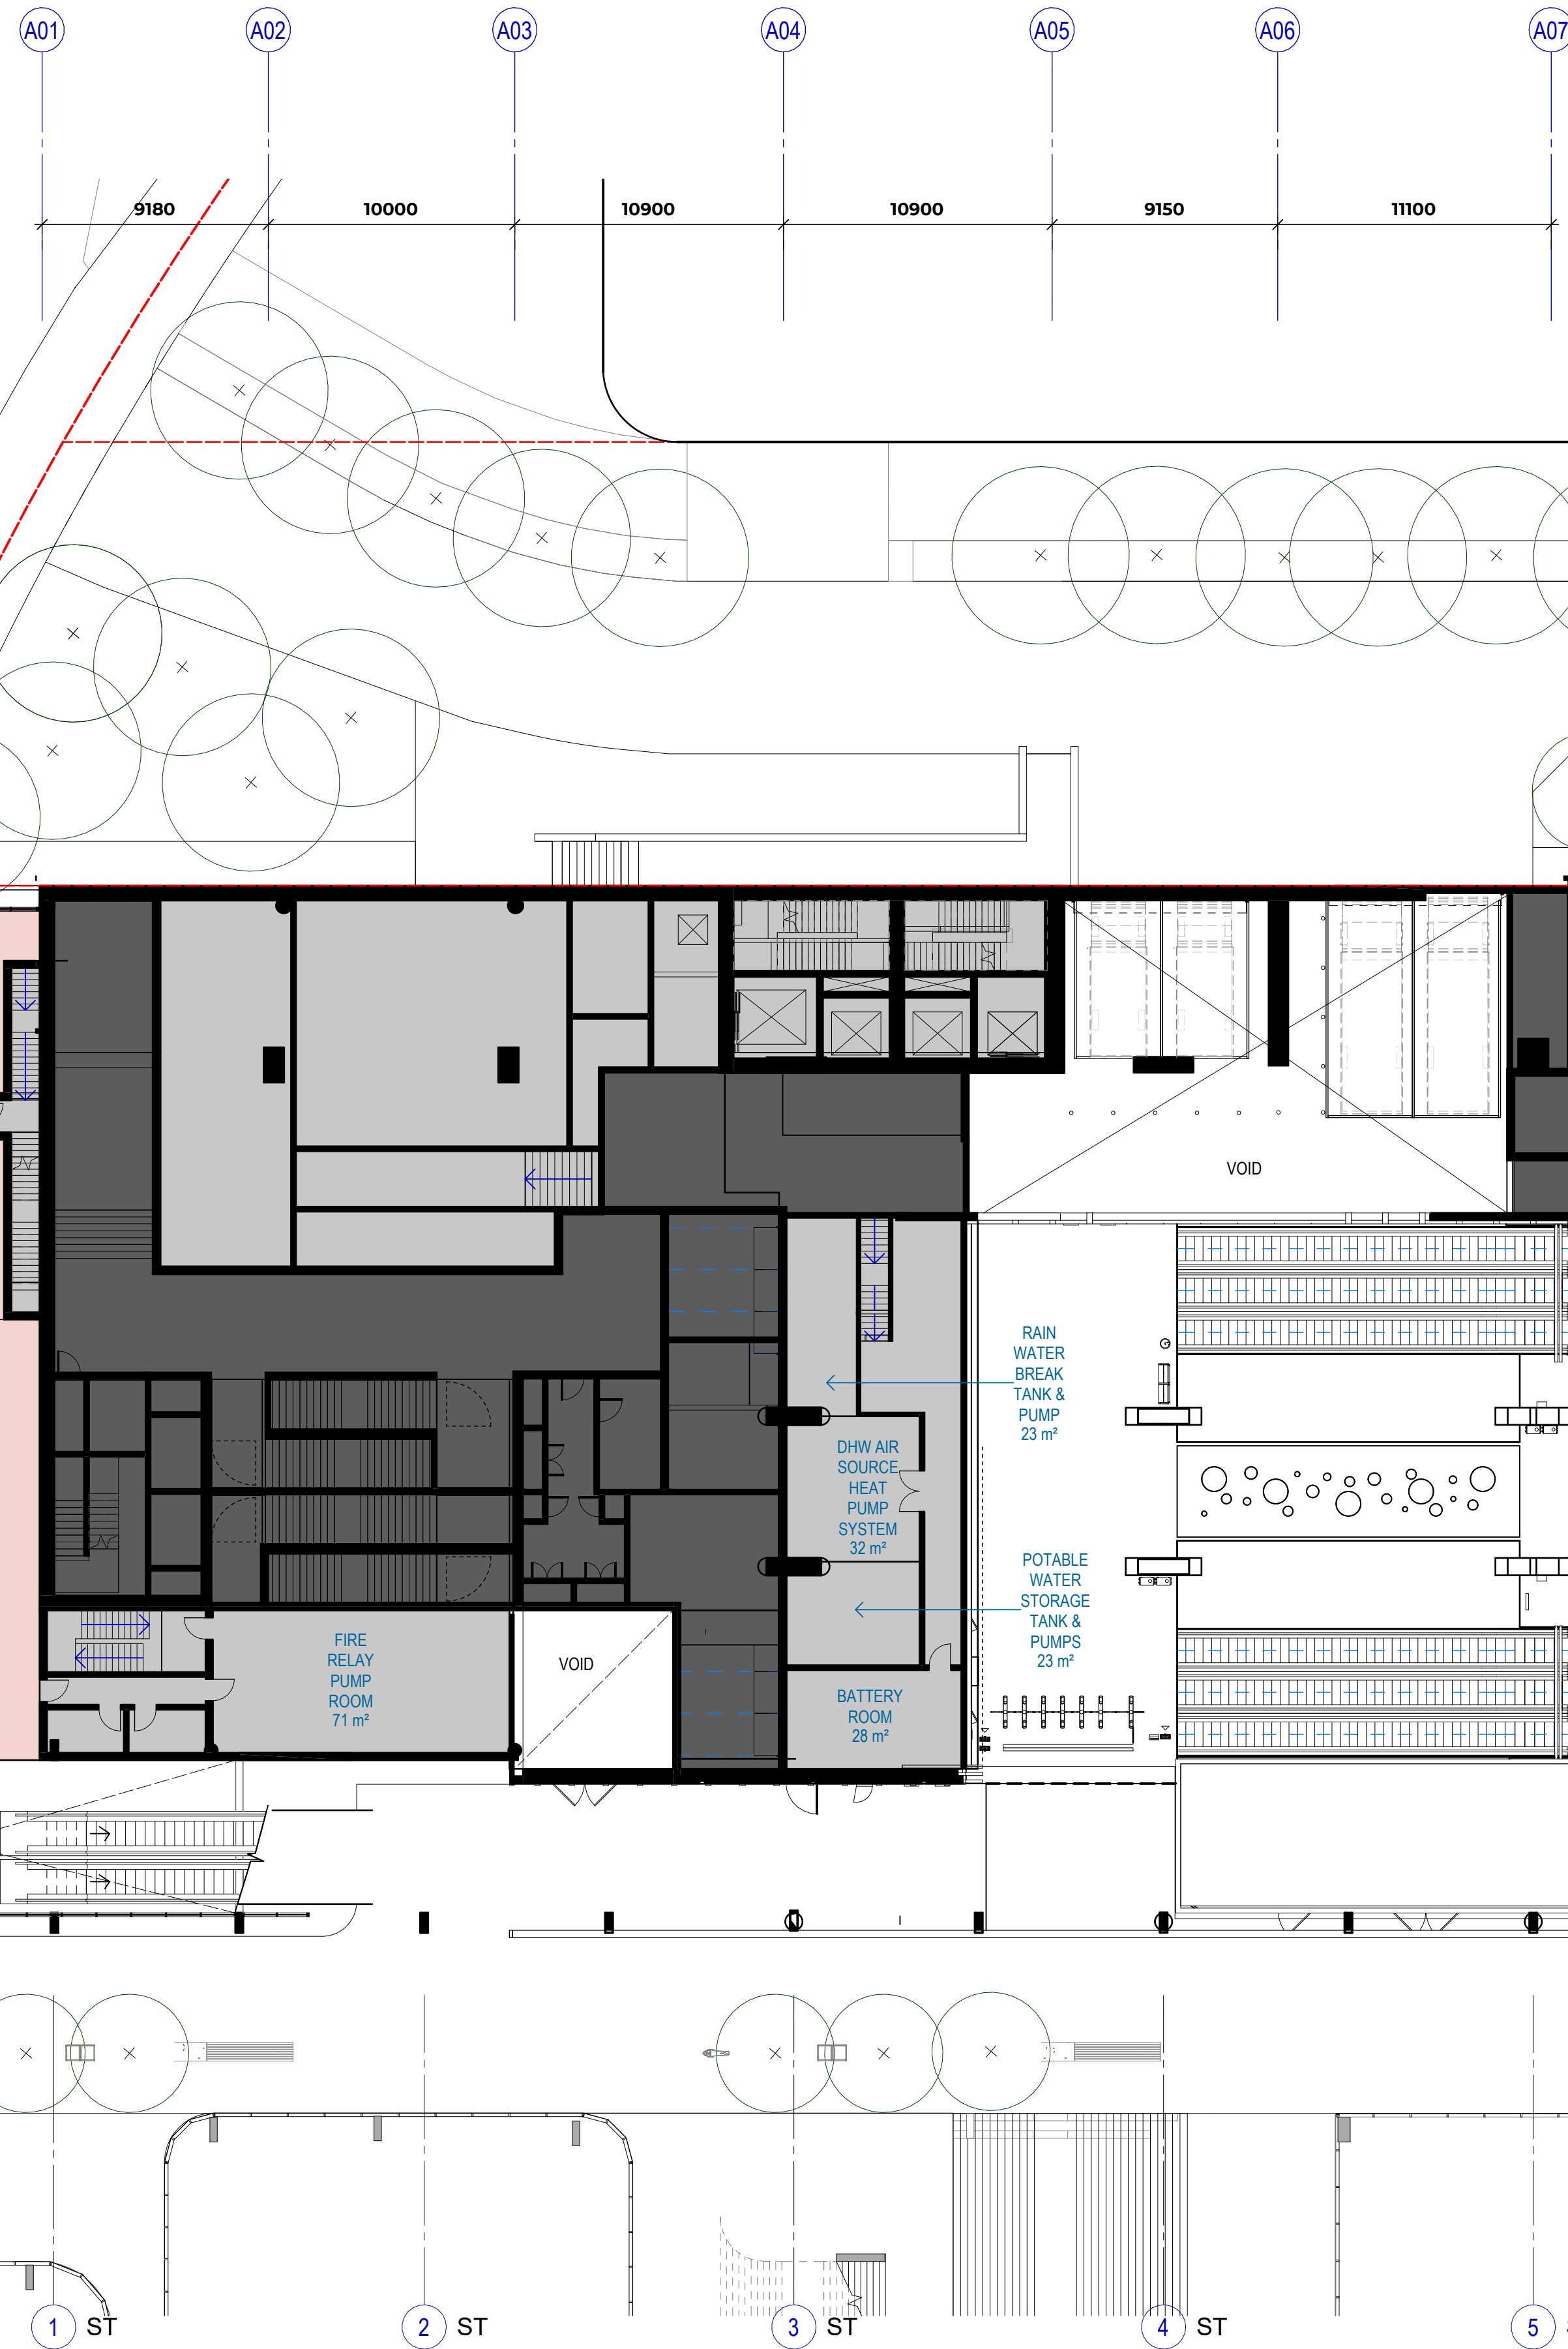 A01 A02 A03 A04 A05 A06 A07
9180 10000 10900 10900 9150 11100
VOID
RAIN
WATER
BREAK
TANK &
PUMP
23 m²
DHW AIR
SOURCE
HEAT
PUMP
SYSTEM
32 m²
POTABLE
WATER
STORAGE
TANK &
PUMPS
23 m²
FIRE
RELAY
PUMP
ROOM
71 m²
VOID
BATTERY
ROOM
28 m²
1 ST 2 ST 3 ST 4 ST 5